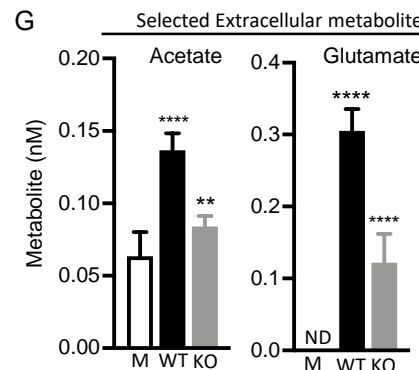 G
Selected Extracellular metabolite
Acetate
Glutamate
Metabolite (nM)
0.20
0.15
0.10
0.05
0.00
****
**
M WT KO
0.4
0.3
0.2
0.1
0.0
****
****
ND
M WT KO